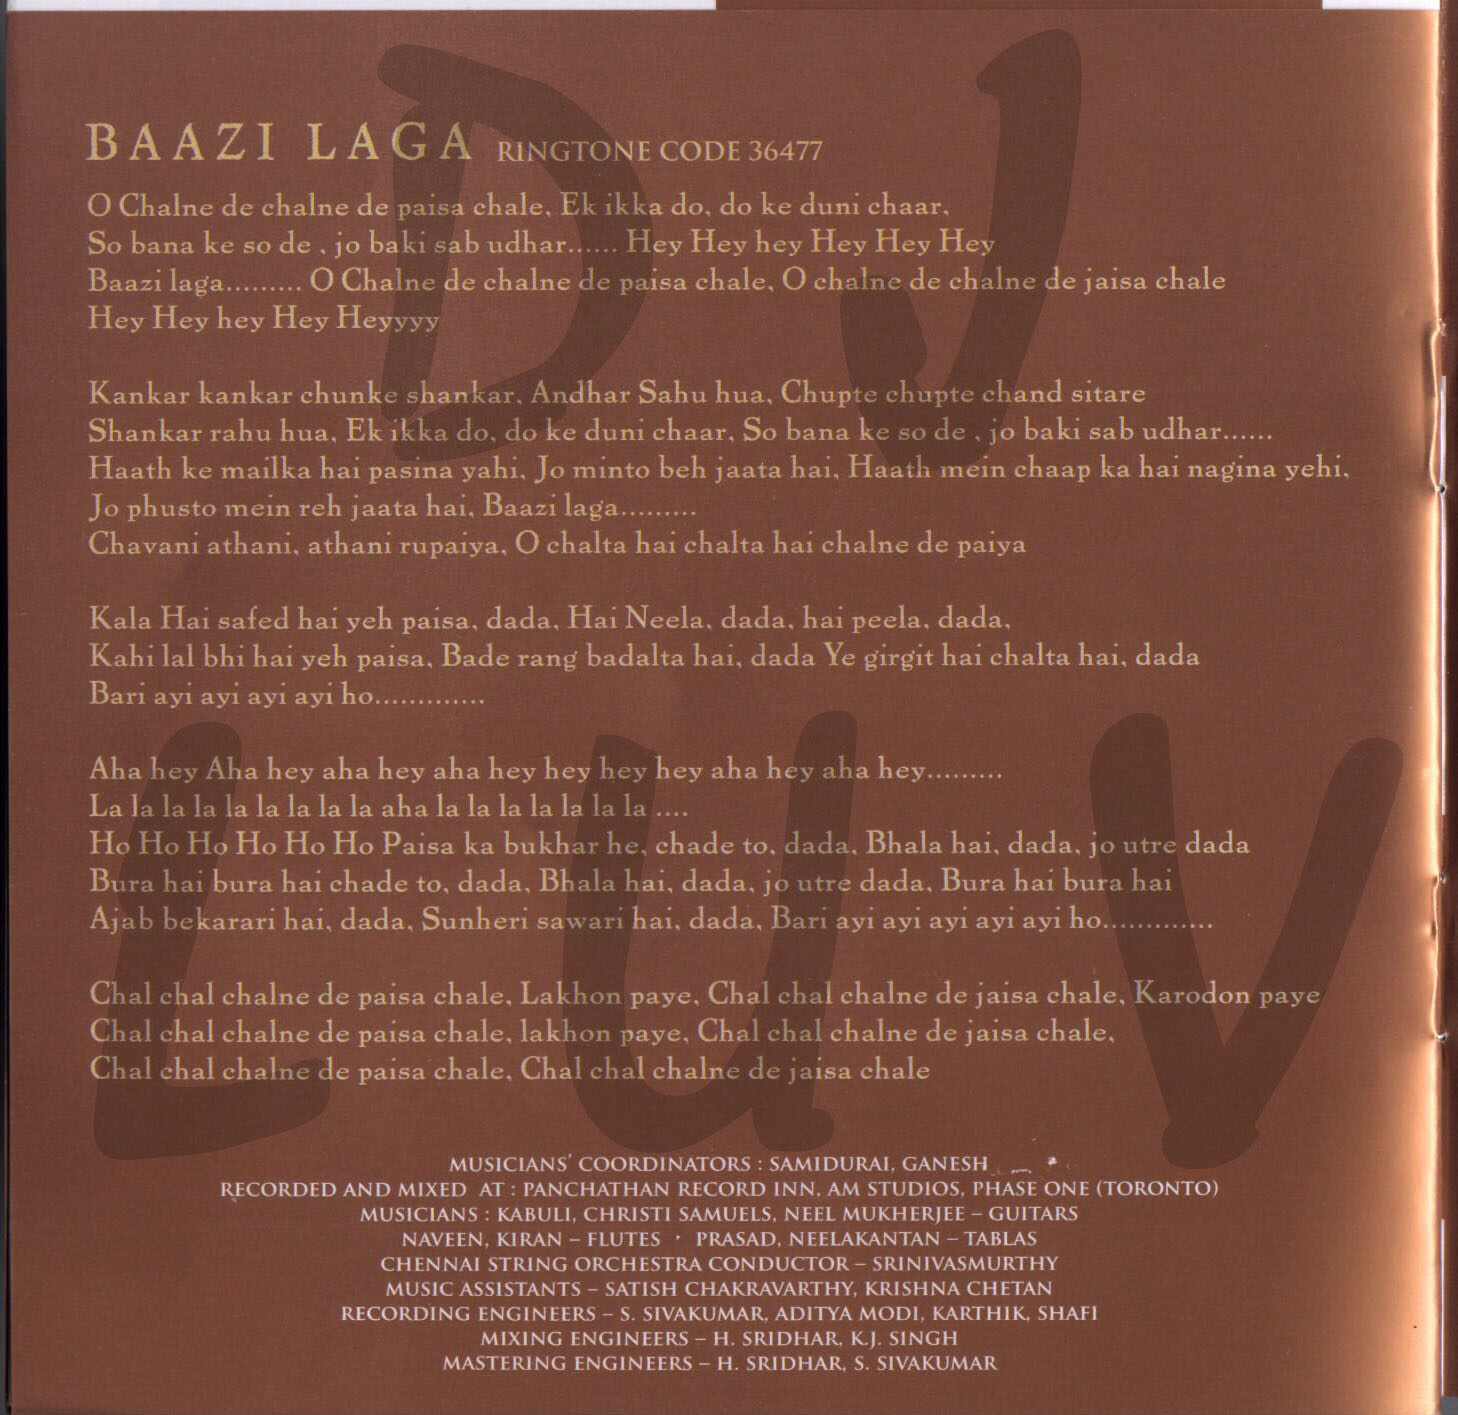 BAAZI LAGA RINGTONE CODE 36477
O Chalne de chalne de paisa chale, Ek ikka do, do ke duni chaar,
So bana ke so de , jo baki sab udhar...... Hey Hey hey Hey Hey Hey
Baazi laga......... O Chalne de chalne de paisa chale, O chalne de chalne de jaisa chale
Hey Hey hey Hey Heyyyy
Kankar kankar chunke shankar, Andhar Sahu hua, Chupte chupte chand sitare
Shankar rahu hua, Ek ikka do, do ke duni chaar, So bana ke so de , jo baki sab udhar......
Haath ke mailka hai pasina yahi, Jo minto beh jaata hai, Haath mein chaap ka hai nagina yehi,
Jo phusto mein reh jaata hai, Baazi laga.........
Chavani athani, athani rupaiya, O chalta hai chalta hai chalne de paiya
Kala Hai safed hai yeh paisa, dada, Hai Neela, dada, hai peela, dada,
Kahi lal bhi hai yeh paisa, Bade rang badalta hai, dada Ye girgit hai chalta hai, dada
Bari ayi ayi ayi ayi ho.............
Aha hey Aha hey aha hey aha hey hey hey hey aha hey aha hey.........
La la la la la la la la la aha la la la la la la la ....
Ho Ho Ho Ho Ho Ho Paisa ka bukhar he, chade to, dada, Bhala hai, dada, jo utre dada
Bura hai bura hai chade to, dada, Bhala hai, dada, jo utre dada, Bura hai bura hai
Ajab bekarari hai, dada, Sunheri sawari hai, dada, Bari ayi ayi ayi ayi ayi ho.............
Chal chal chalne de paisa chale, Lakhon paye, Chal chal chalne de jaisa chale, Karodon paye
Chal chal chalne de paisa chale, lakhon paye, Chal chal chalne de jaisa chale,
Chal chal chalne de paisa chale, Chal chal chalne de jaisa chale
MUSICIANS' COORDINATORS : SAMIDURAI, GANESH
RECORDED AND MIXED AT : PANCHATHAN RECORD INN, AM STUDIOS, PHASE ONE (TORONTO)
MUSICIANS : KABULI, CHRISTI SAMUELS, NEEL MUKHERJEE – GUITARS
NAVEEN, KIRAN – FLUTES · PRASAD, NEELAKANTAN – TABLAS
CHENNAI STRING ORCHESTRA CONDUCTOR – SRINIVASMURTHY
MUSIC ASSISTANTS – SATISH CHAKRAVARTHY, KRISHNA CHETAN
RECORDING ENGINEERS – S. SIVAKUMAR, ADITYA MODI, KARTHIK, SHAFI
MIXING ENGINEERS – H. SRIDHAR, K.J. SINGH
MASTERING ENGINEERS – H. SRIDHAR, S. SIVAKUMAR
DJ
LUV